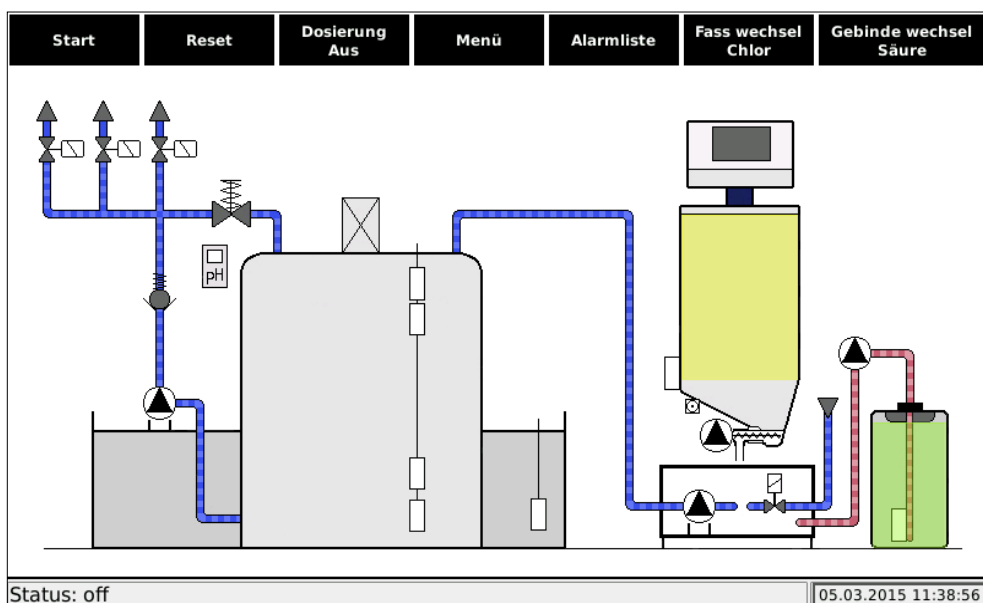 Start
Reset
Dosierung
Aus
Menü
Alarmliste
Fass wechsel
Chlor
Gebinde wechsel
Säure
pH
Status: off
05.03.2015 11:38:56